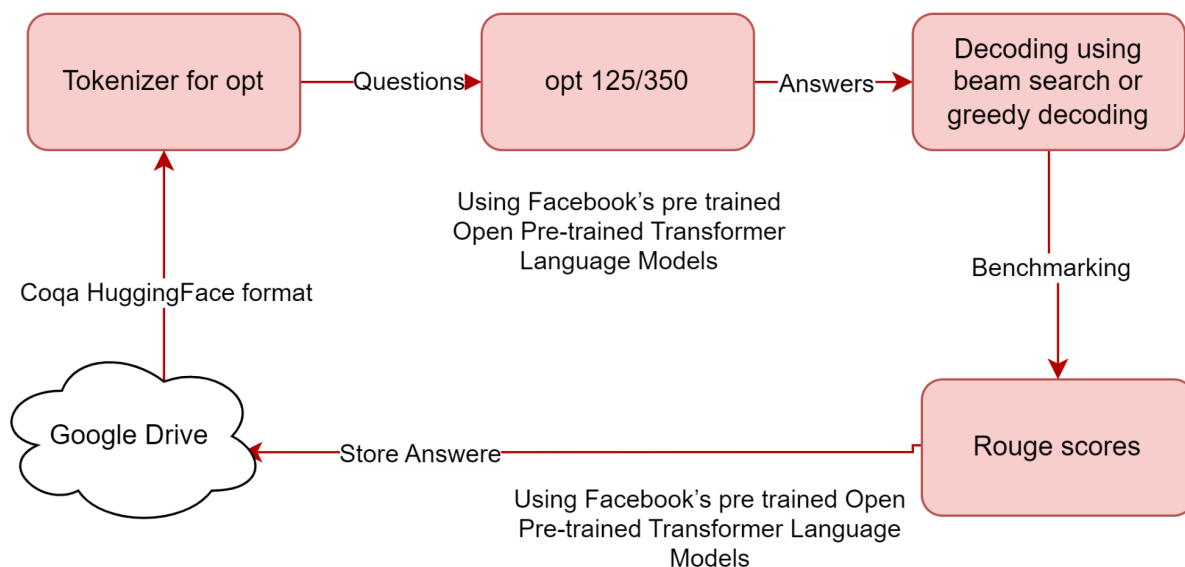 Tokenizer for opt
Questions
opt 125/350
Answers
Decoding using
beam search or
greedy decoding
Using Facebook's pre trained
Open Pre-trained Transformer
Language Models
Benchmarking
Coqa HuggingFace format
Google Drive
Store Answere
Rouge scores
Using Facebook's pre trained Open
Pre-trained Transformer Language
Models